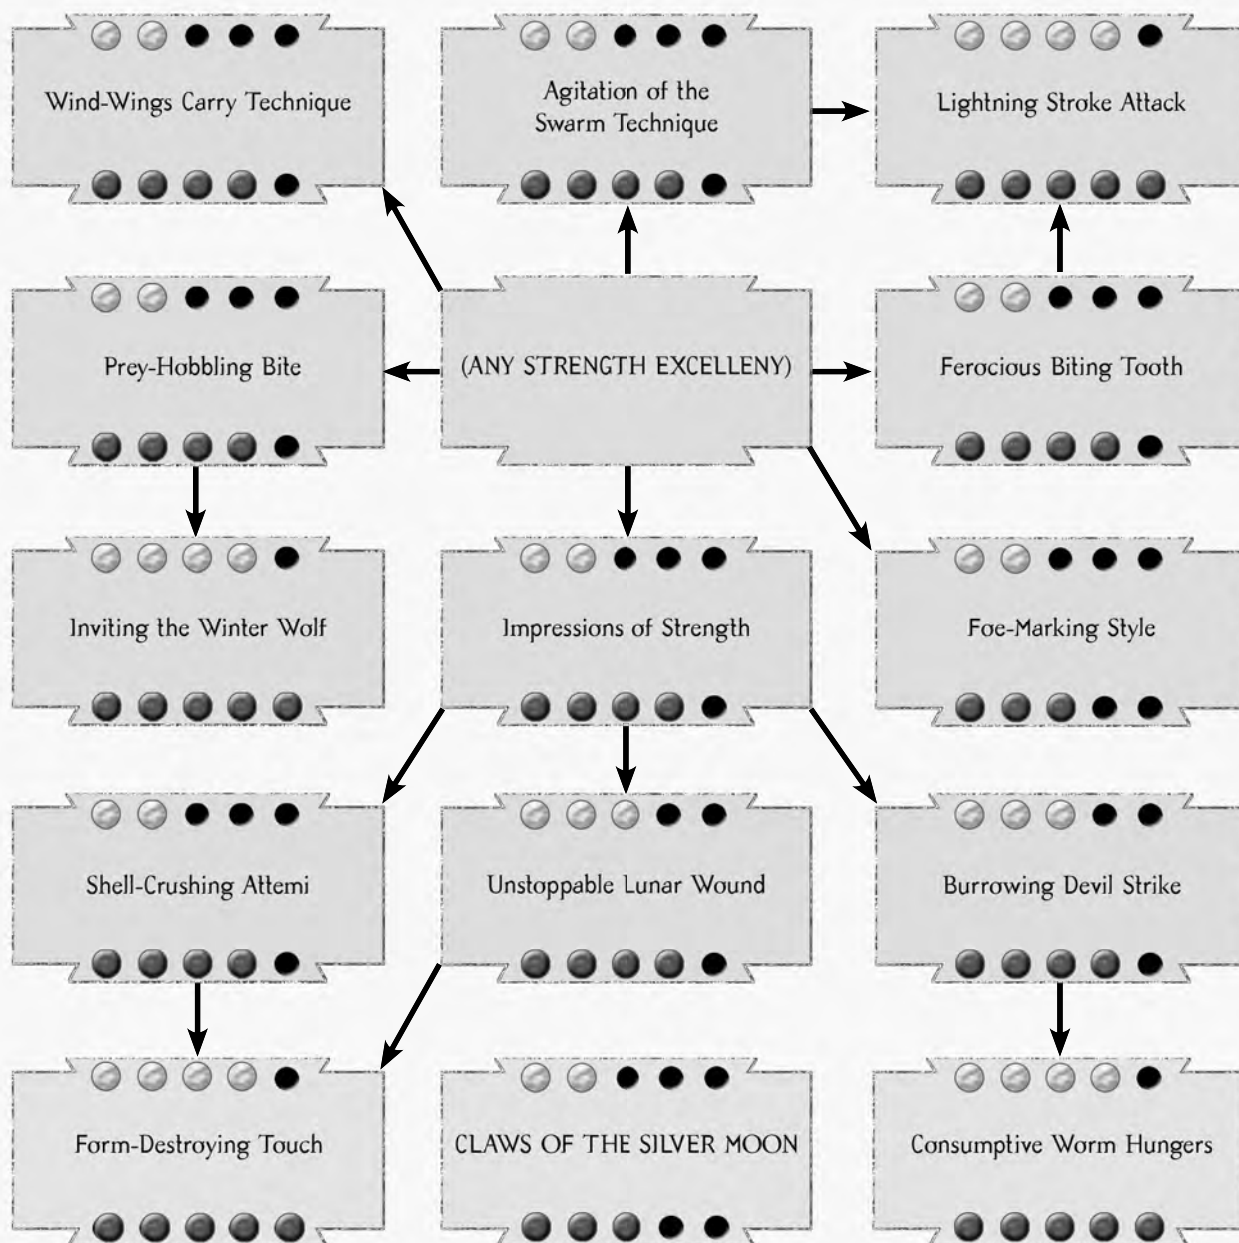 Wind-Wings Carry Technique
Agitation of the
Swarm Technique
Lightning Stroke Attack
Prey-Hobbling Bite
(ANY STRENGTH EXCELLENY)
Ferocious Biting Tooth
Inviting the Winter Wolf
Impressions of Strength
Foe-Marking Style
Shell-Crushing Attemi
Unstoppable Lunar Wound
Burrowing Devil Strike
Form-Destroying Touch
CLAWS OF THE SILVER MOON
Consumptive Worm Hungers